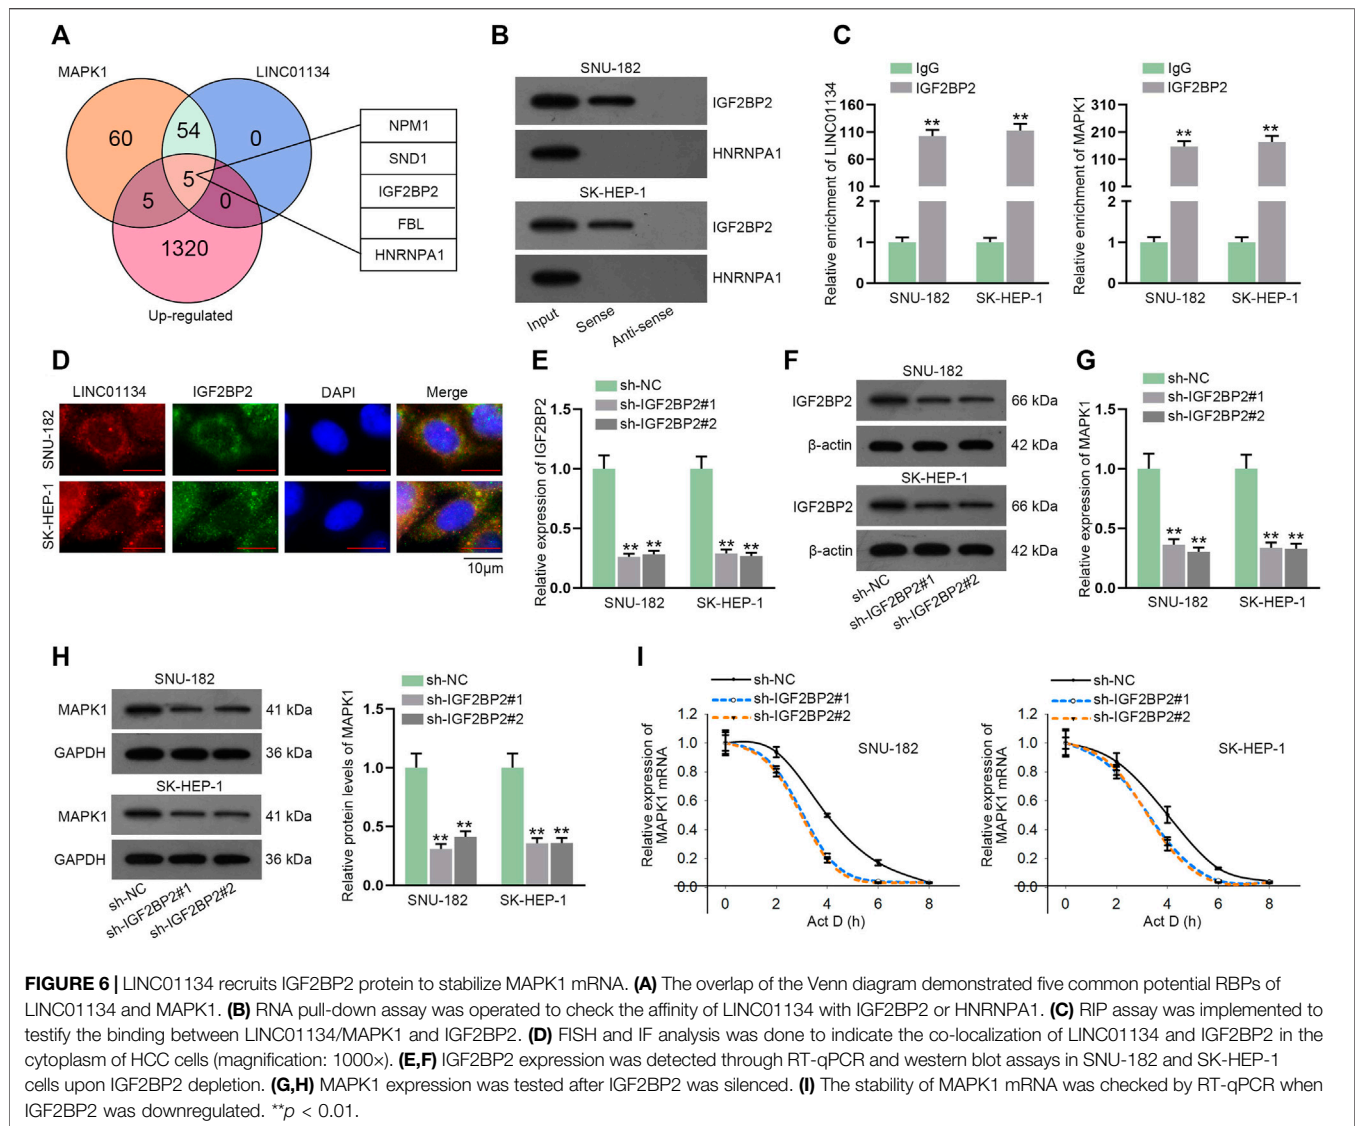 A
MAPK1
LINC01134
60
54
0
5
5
0
1320
Up-regulated
NPM1
SND1
IGF2BP2
FBL
HNRNPA1
B
SNU-182
IGF2BP2
HNRNPA1
SK-HEP-1
IGF2BP2
HNRNPA1
Input
Sense
Anti-sense
C
IgG
IGF2BP2
Relative enrichment of LINC01134
160
110
60
10
2
1
0
SNU-182 SK-HEP-1
IgG
IGF2BP2
Relative enrichment of MAPK1
310
210
110
10
2
1
0
SNU-182 SK-HEP-1
** ** ** **
D
LINC01134 IGF2BP2 DAPI Merge
SNU-182
SK-HEP-1
10μm
E
sh-NC
sh-IGF2BP2#1
sh-IGF2BP2#2
Relative expression of IGF2BP2
1.5
1.0
0.5
0.0
** ** ** **
SNU-182 SK-HEP-1
F
SNU-182
IGF2BP2 66 kDa
β-actin 42 kDa
SK-HEP-1
IGF2BP2 66 kDa
β-actin 42 kDa
sh-NC
sh-IGF2BP2#1
sh-IGF2BP2#2
G
sh-NC
sh-IGF2BP2#1
sh-IGF2BP2#2
Relative expression of MAPK1
1.5
1.0
0.5
0.0
** ** ** **
SNU-182 SK-HEP-1
H
SNU-182
MAPK1 41 kDa
GAPDH 36 kDa
SK-HEP-1
MAPK1 41 kDa
GAPDH 36 kDa
sh-NC
sh-IGF2BP2#1
sh-IGF2BP2#2
sh-NC
sh-IGF2BP2#1
sh-IGF2BP2#2
Relative protein levels of MAPK1
1.5
1.0
0.5
0.0
** ** ** **
SNU-182 SK-HEP-1
I
sh-NC
sh-IGF2BP2#1
sh-IGF2BP2#2
SNU-182
Relative expression of
MAPK1 mRNA
1.2
1.0
0.8
0.6
0.4
0.2
0.0
0 2 4 6 8
Act D (h)
sh-NC
sh-IGF2BP2#1
sh-IGF2BP2#2
SK-HEP-1
Relative expression of
MAPK1 mRNA
1.2
1.0
0.8
0.6
0.4
0.2
0.0
0 2 4 6 8
Act D (h)
FIGURE 6 | LINC01134 recruits IGF2BP2 protein to stabilize MAPK1 mRNA. (A) The overlap of the Venn diagram demonstrated five common potential RBPs of
LINC01134 and MAPK1. (B) RNA pull-down assay was operated to check the affinity of LINC01134 with IGF2BP2 or HNRNPA1. (C) RIP assay was implemented to
testify the binding between LINC01134/MAPK1 and IGF2BP2. (D) FISH and IF analysis was done to indicate the co-localization of LINC01134 and IGF2BP2 in the
cytoplasm of HCC cells (magnification: 1000×). (E,F) IGF2BP2 expression was detected through RT-qPCR and western blot assays in SNU-182 and SK-HEP-1
cells upon IGF2BP2 depletion. (G,H) MAPK1 expression was tested after IGF2BP2 was silenced. (I) The stability of MAPK1 mRNA was checked by RT-qPCR when
IGF2BP2 was downregulated. **p < 0.01.